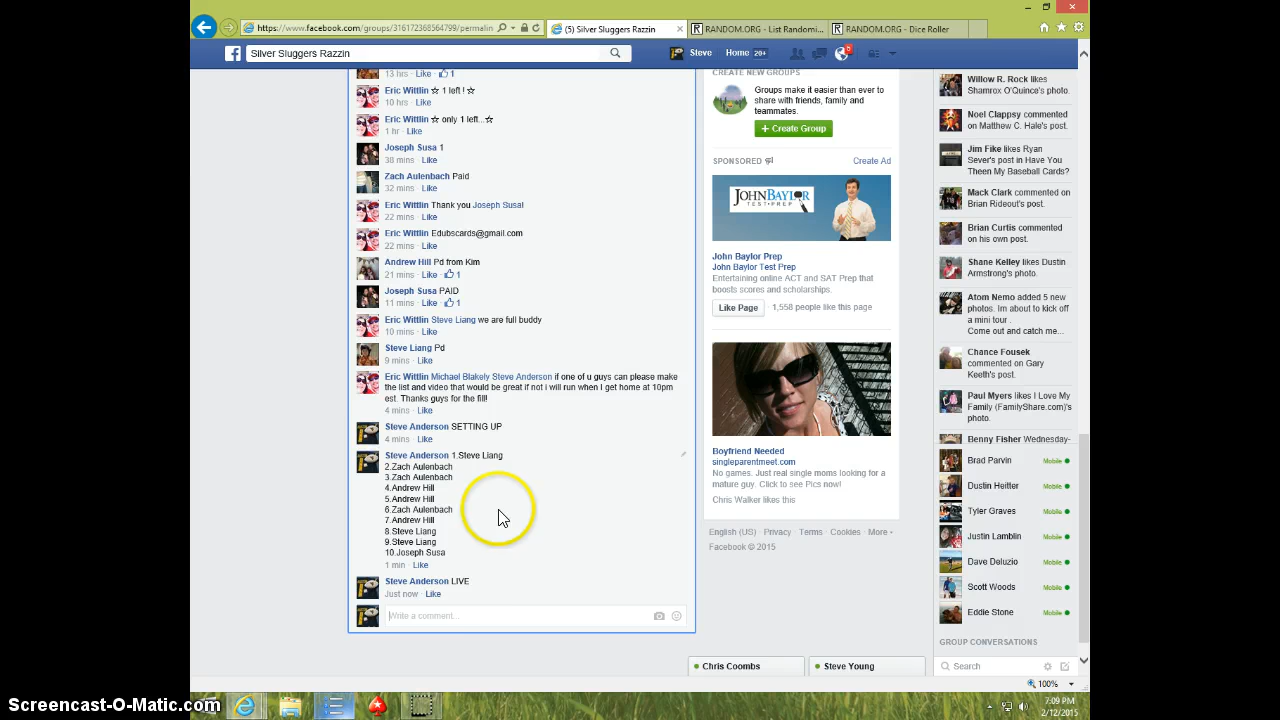 https://www.facebook.com/groups/316172368564799/permalin
(5) Silver Sluggers Razzin
RANDOM.ORG - List Randomi...
RANDOM.ORG - Dice Roller
Silver Sluggers Razzin
Steve
Home 20+
6
13 hrs · Like · 1
Eric Wittlin ☆ 1 left ! ☆
10 hrs · Like
Eric Wittlin ☆ only 1 left...☆
1 hr · Like
Joseph Susa 1
38 mins · Like
Zach Aulenbach Paid
32 mins · Like
Eric Wittlin Thank you Joseph Susa!
22 mins · Like
Eric Wittlin Edubscards@gmail.com
22 mins · Like
Andrew Hill Pd from Kim
21 mins · Like · 1
Joseph Susa PAID
11 mins · Like · 1
Eric Wittlin Steve Liang we are full buddy
10 mins · Like
Steve Liang Pd
9 mins · Like
Eric Wittlin Michael Blakely Steve Anderson if one of u guys can please make
the list and video that would be great if not i will run when I get home at 10pm
est. Thanks guys for the fill!
4 mins · Like
Steve Anderson SETTING UP
4 mins · Like
Steve Anderson 1.Steve Liang
2.Zach Aulenbach
3.Zach Aulenbach
4.Andrew Hill
5.Andrew Hill
6.Zach Aulenbach
7.Andrew Hill
8.Steve Liang
9.Steve Liang
10.Joseph Susa
1 min · Like
Steve Anderson LIVE
Just now · Like
Write a comment...
CREATE NEW GROUPS
Groups make it easier than ever to
share with friends, family and
teammates.
+ Create Group
SPONSORED
Create Ad
JOHNBAYLOR
TEST·PREP
John Baylor Prep
John Baylor Test Prep
Entertaining online ACT and SAT Prep that
boosts scores and scholarships.
Like Page · 1,558 people like this page
Boyfriend Needed
singleparentmeet.com
No games. Just real single moms looking for a
mature guy. Click to see Pics now!
Chris Walker likes this
English (US) · Privacy · Terms · Cookies · More
Facebook © 2015
Willow R. Rock likes
Shamrox O'Quince's photo.
Noel Clappsy commented
on Matthew C. Hale's post.
Jim Fike likes Ryan
Sever's post in Have You
Theen My Baseball Cards?
Mack Clark commented on
Brian Rideout's post.
Brian Curtis commented
on his own post.
Shane Kelley likes Dustin
Armstrong's photo.
Atom Nemo added 5 new
photos. Im about to kick off
a mini tour .
Come out and catch me...
Chance Fousek
commented on Gary
Keeth's post.
Paul Myers likes I Love My
Family (FamilyShare.com)'s
photo.
Benny Fisher Wednesday-
Brad Parvin Mobile
Dustin Heitter Mobile
Tyler Graves Mobile
Justin Lamblin Mobile
Dave Deluzio Mobile
Scott Woods Mobile
Eddie Stone Mobile
GROUP CONVERSATIONS
Search
Chris Coombs
Steve Young
100%
7:09 PM
2/12/2015
Screencast-O-Matic.com